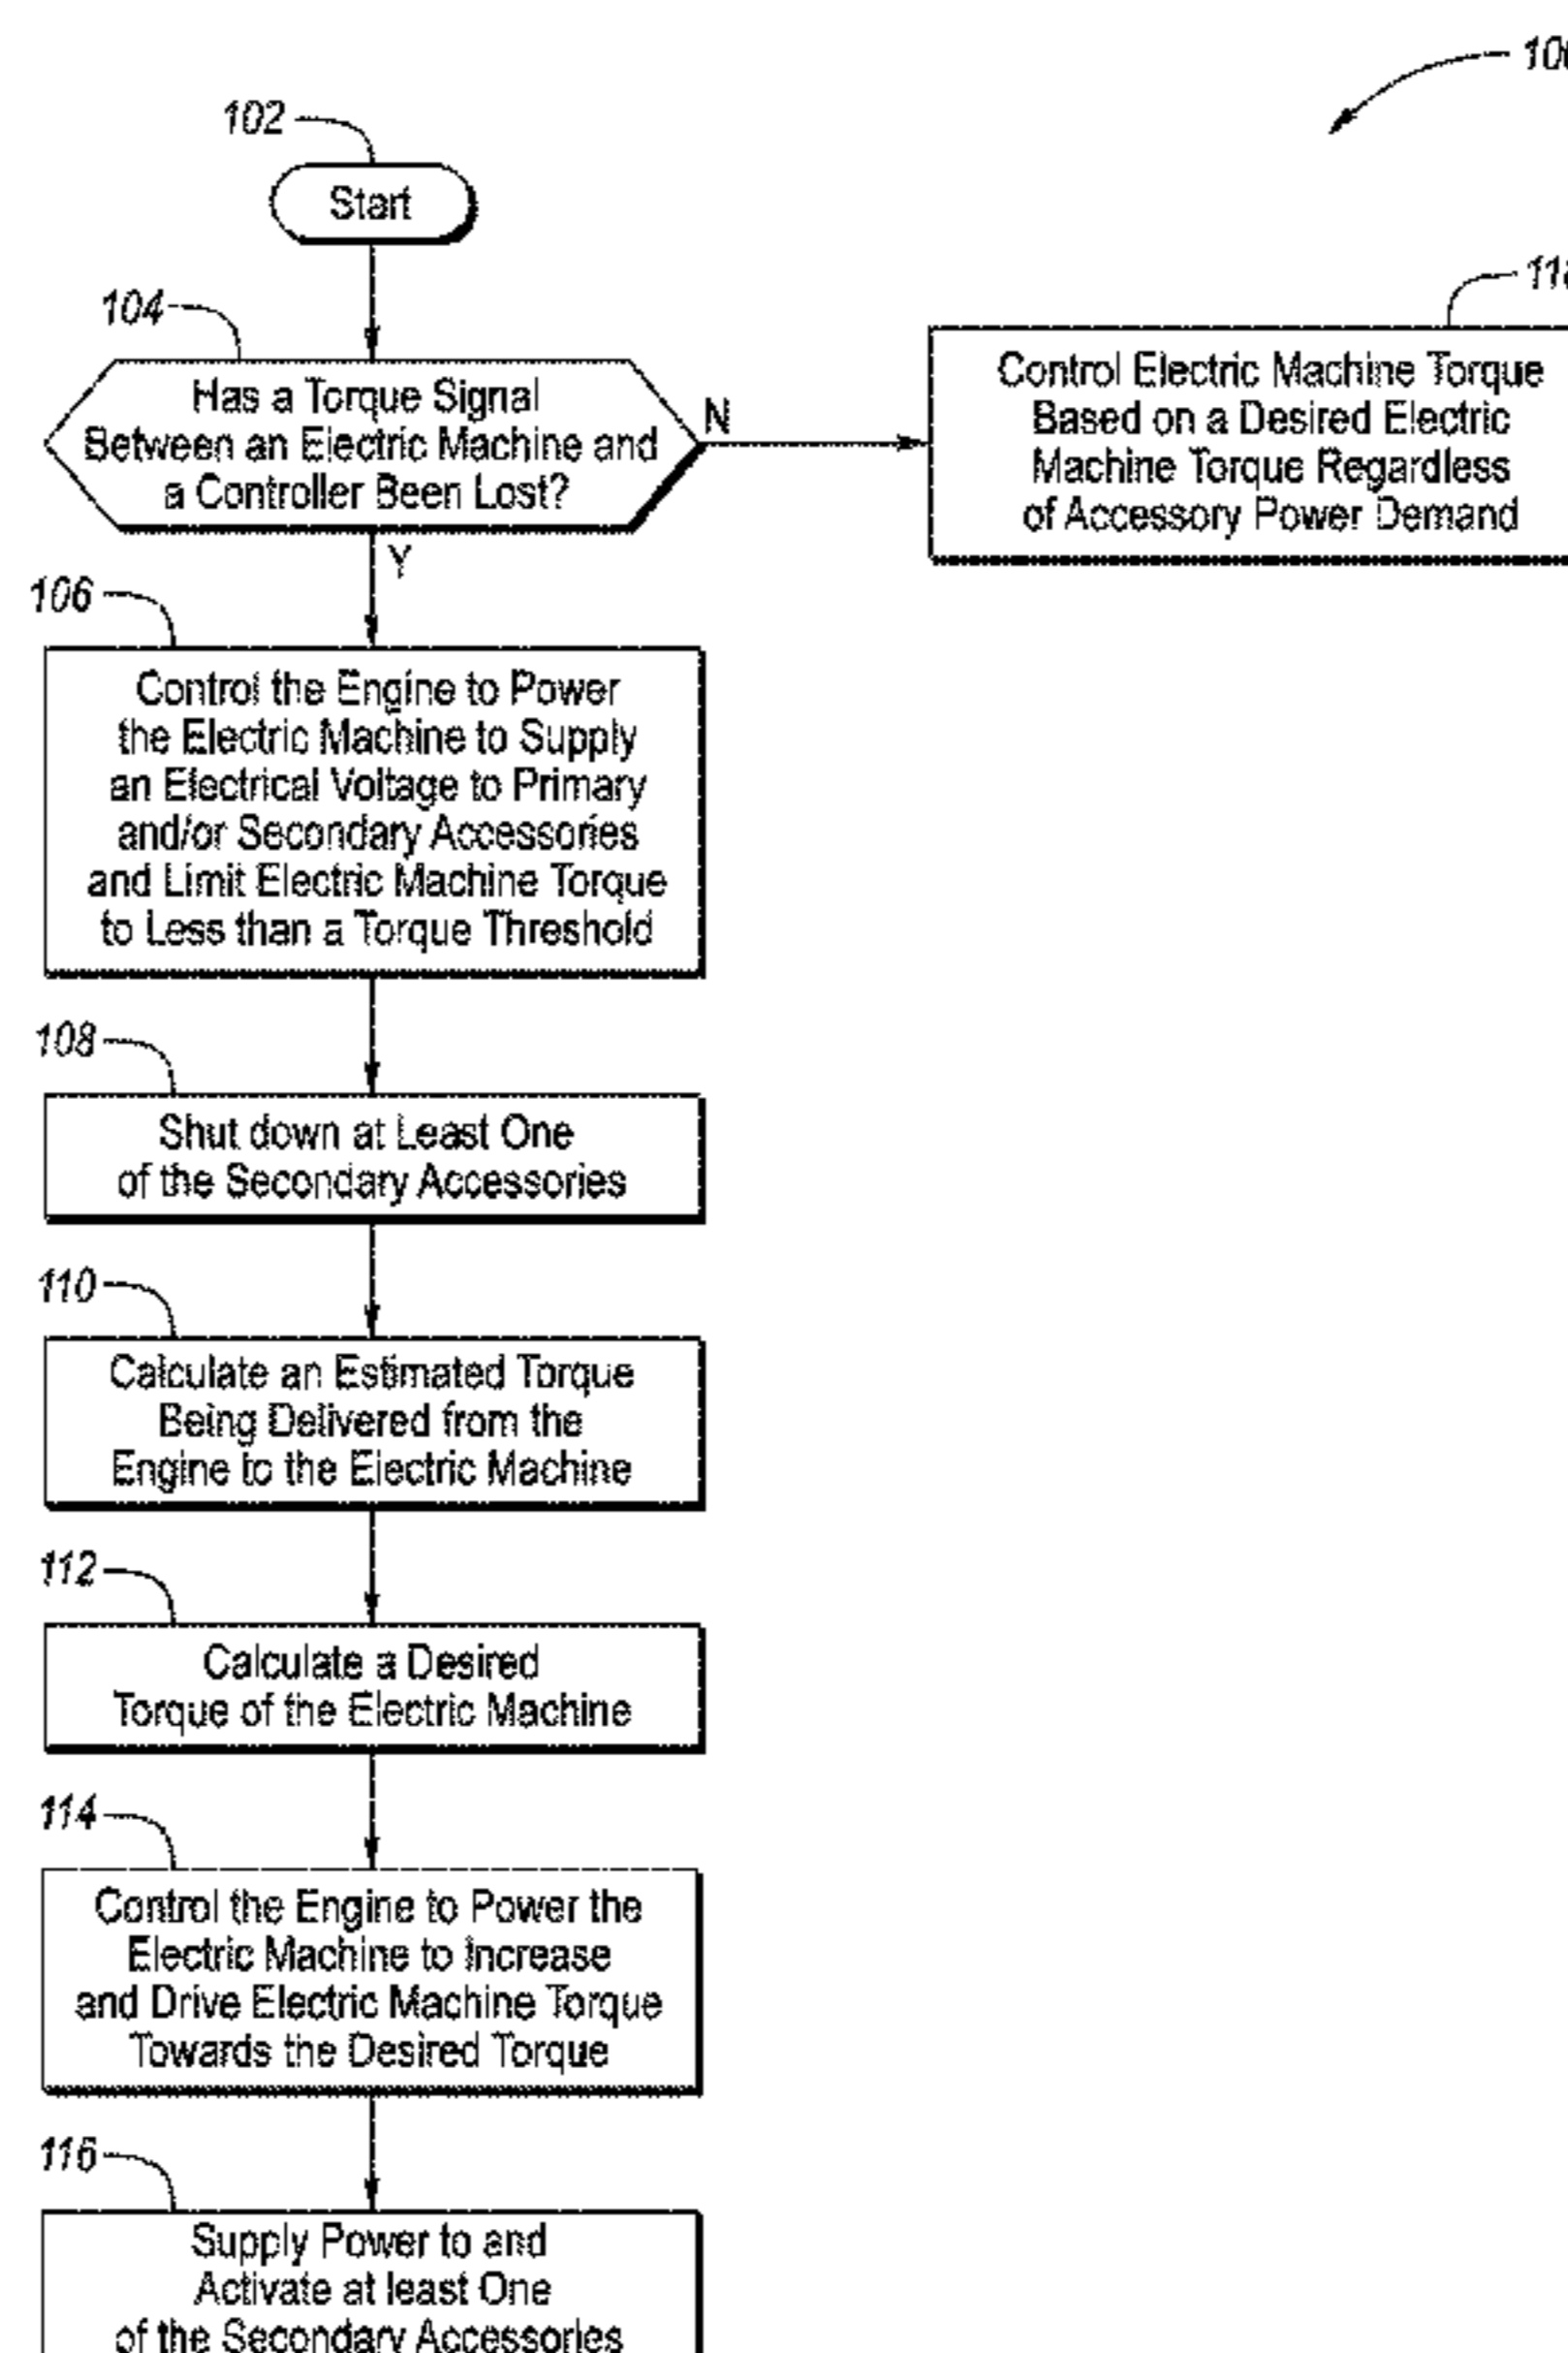 102
Start
104
Has a Torque Signal
Between an Electric Machine and
a Controller Been Lost?
N
Y
Control Electric Machine Torque
Based on a Desired Electric
Machine Torque Regardless
of Accessory Power Demand
106
Control the Engine to Power
the Electric Machine to Supply
an Electrical Voltage to Primary
and/or Secondary Accessories
and Limit Electric Machine Torque
to Less than a Torque Threshold
108
Shut down at Least One
of the Secondary Accessories
110
Calculate an Estimated Torque
Being Delivered from the
Engine to the Electric Machine
112
Calculate a Desired
Torque of the Electric Machine
114
Control the Engine to Power the
Electric Machine to Increase
and Drive Electric Machine Torque
Towards the Desired Torque
116
Supply Power to and
Activate at least One
of the Secondary Accessories